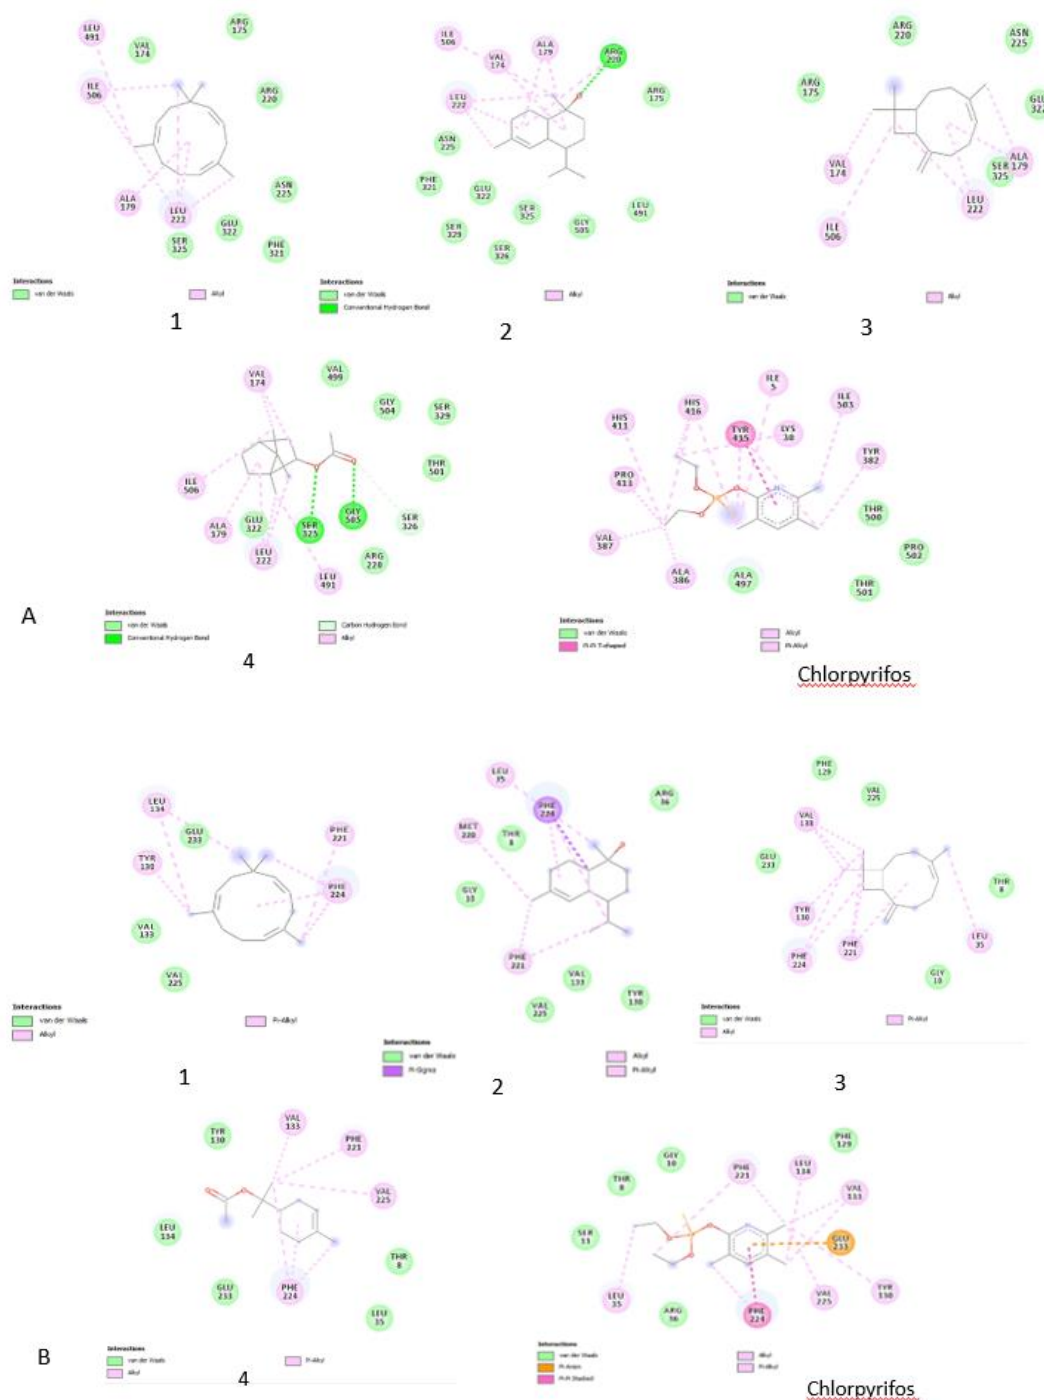 LEU 491
VAL 174
ARG 175
ILE 506
ARG 220
ALA 179
LEU 222
SER 325
GLU 322
ASN 225
PHE 321
Interactions
van der Waals
Alkyl
1
ILE 506
VAL 174
ALA 179
ARG 220
LEU 222
ARG 175
ASN 225
PHE 321
GLU 322
SER 325
LEU 491
SER 329
SER 326
GLY 505
Interactions
van der Waals
Conventional Hydrogen Bond
Alkyl
2
ARG 220
ASN 225
ARG 175
GLU 322
VAL 174
SER 325
ALA 179
LEU 222
ILE 506
Interactions
van der Waals
Alkyl
3
VAL 174
VAL 499
GLY 504
SER 329
THR 501
ILE 506
ALA 179
GLU 322
LEU 222
SER 325
GLY 505
SER 326
ARG 220
LEU 491
Interactions
van der Waals
Conventional Hydrogen Bond
Carbon Hydrogen Bond
Alkyl
4
A
ILE 5
HIS 416
ILE 503
HIS 411
TYR 415
LYS 30
TYR 382
PRO 413
THR 500
VAL 387
PRO 502
ALA 386
ALA 497
THR 501
Interactions
van der Waals
Pi-Pi T-shaped
Alkyl
Pi-Alkyl
Chlorpyrifos
LEU 134
GLU 233
PHE 221
TYR 130
PHE 224
VAL 133
VAL 225
Interactions
van der Waals
Alkyl
Pi-Alkyl
1
LEU 35
PHE 224
ARG 36
MET 220
THR 8
GLY 10
PHE 221
VAL 133
VAL 225
TYR 130
Interactions
van der Waals
Pi-Sigma
Alkyl
Pi-Alkyl
2
PHE 129
VAL 225
VAL 133
GLU 233
THR 8
TYR 130
PHE 221
PHE 224
LEU 35
GLY 10
Interactions
van der Waals
Alkyl
Pi-Alkyl
3
TYR 130
VAL 133
PHE 221
VAL 225
LEU 134
THR 8
GLU 233
PHE 224
LEU 35
Interactions
van der Waals
Alkyl
Pi-Alkyl
4
B
PHE 129
GLY 10
PHE 221
LEU 134
THR 8
VAL 133
SER 11
GLU 233
LEU 35
ARG 36
PHE 224
VAL 225
TYR 130
Interactions
van der Waals
Pi-Anion
Pi-Pi Stacked
Alkyl
Pi-Alkyl
Chlorpyrifos